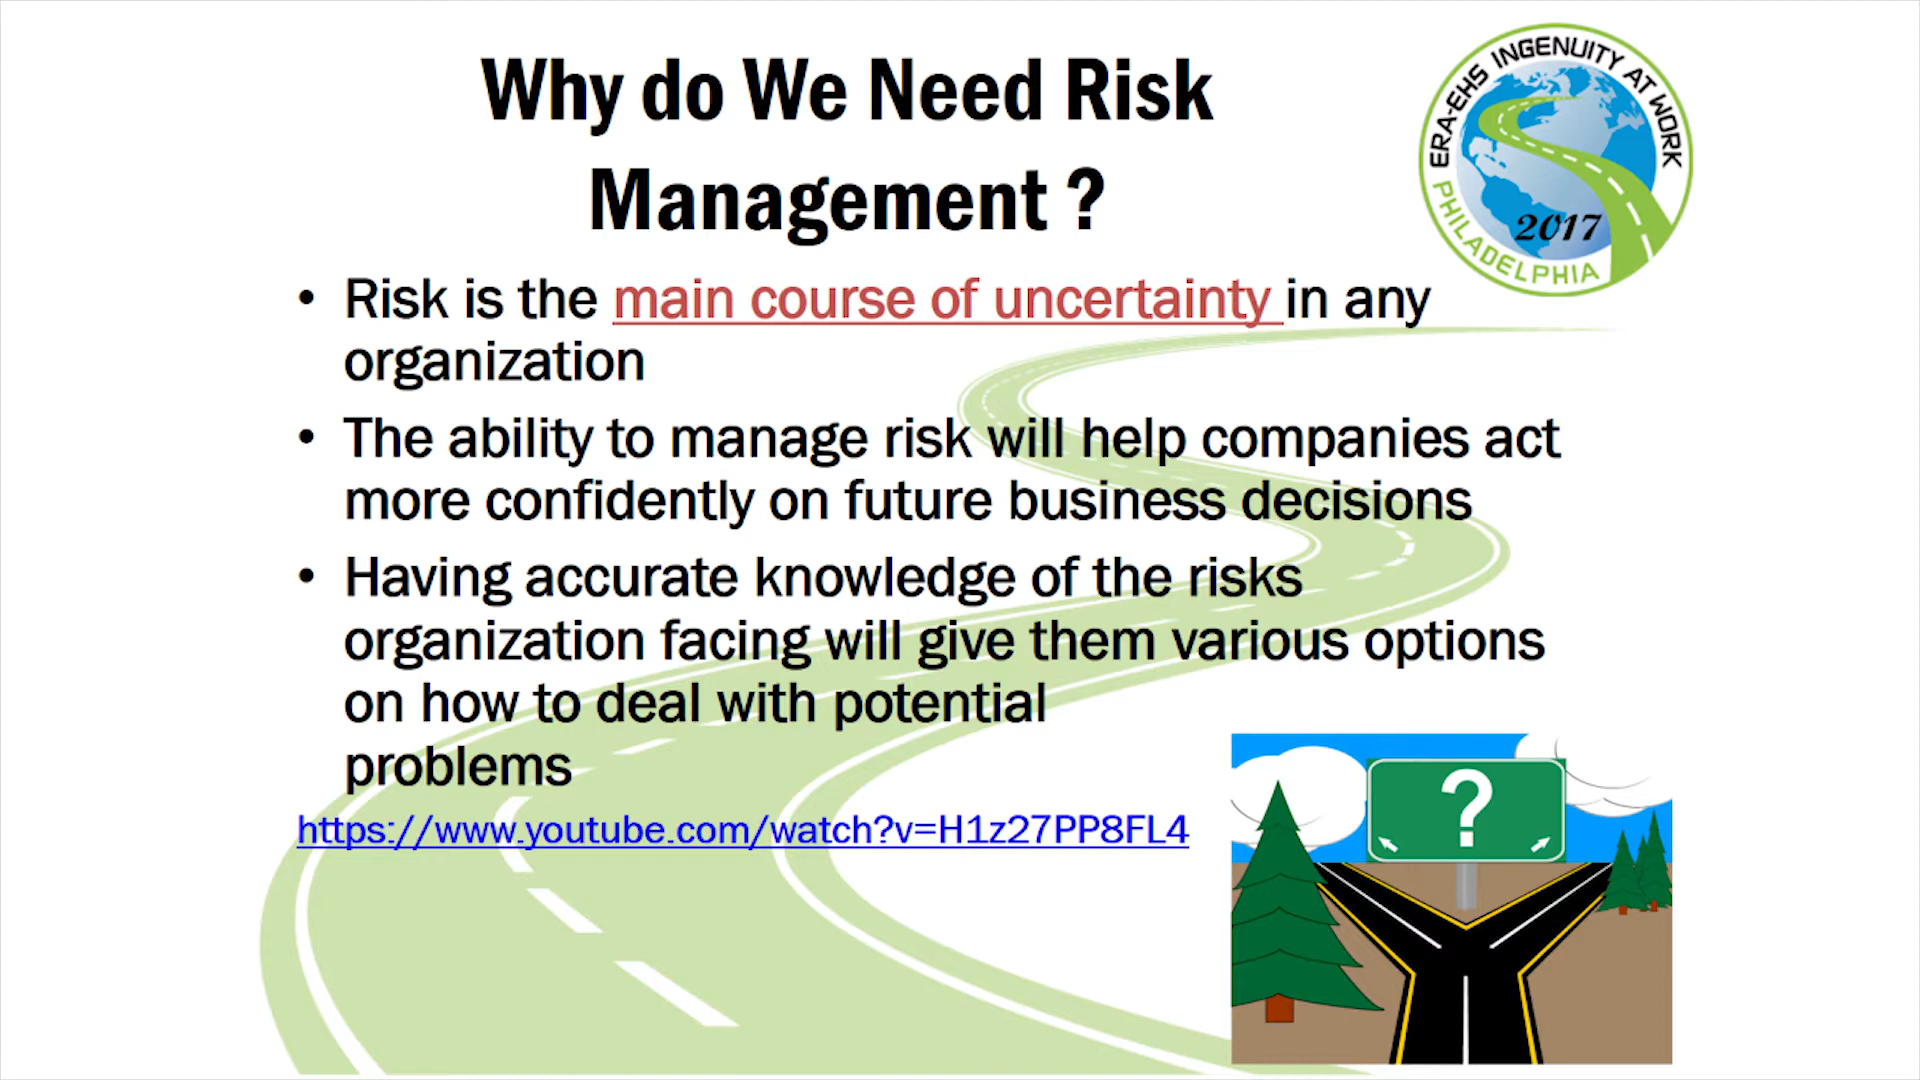 Why do We Need Risk
Management ?
ERA-EHS INGENUITY AT WORK
PHILADELPHIA
2017
• Risk is the main course of uncertainty in any
organization
• The ability to manage risk will help companies act
more confidently on future business decisions
• Having accurate knowledge of the risks
organization facing will give them various options
on how to deal with potential
problems
https://www.youtube.com/watch?v=H1z27PP8FL4
?